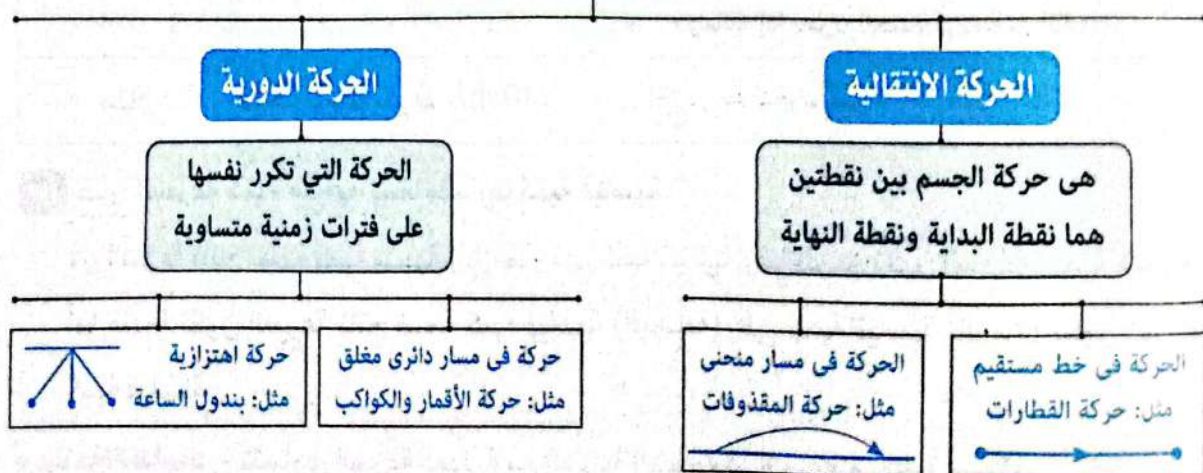 الحركة الانتقالية
هى حركة الجسم بين نقطتين
هما نقطة البداية ونقطة النهاية
الحركة فى خط مستقيم
مثل: حركة القطارات
الحركة فى مسار منحنى
مثل: حركة المقذوفات
الحركة الدورية
الحركة التي تكرر نفسها
على فترات زمنية متساوية
حركة فى مسار دائرى مغلق
مثل: حركة الأقمار والكواكب
حركة اهتزازية
مثل: بندول الساعة